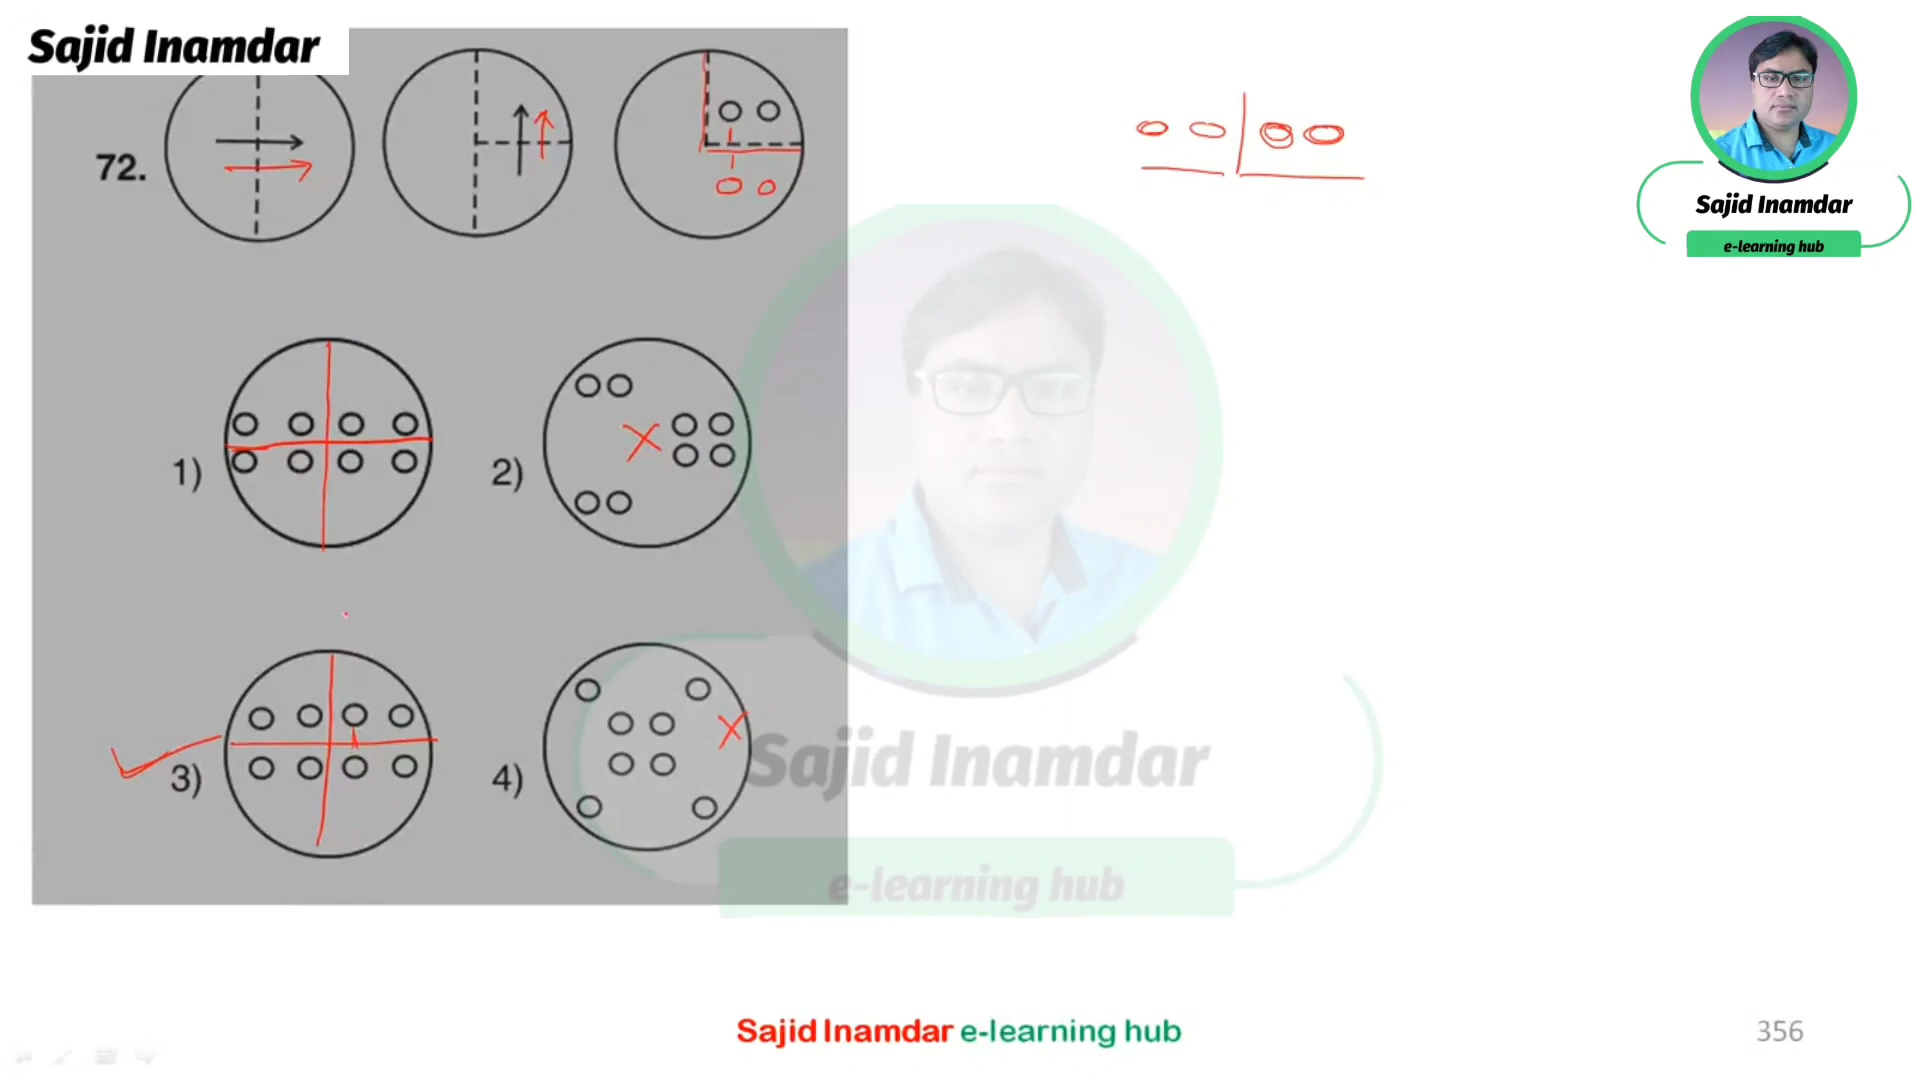 Sajid Inamdar
72.
Sajid Inamdar
e-learning hub
1)
2)
3)
4)
Sajid Inamdar
e-learning hub
Sajid Inamdar e-learning hub
356